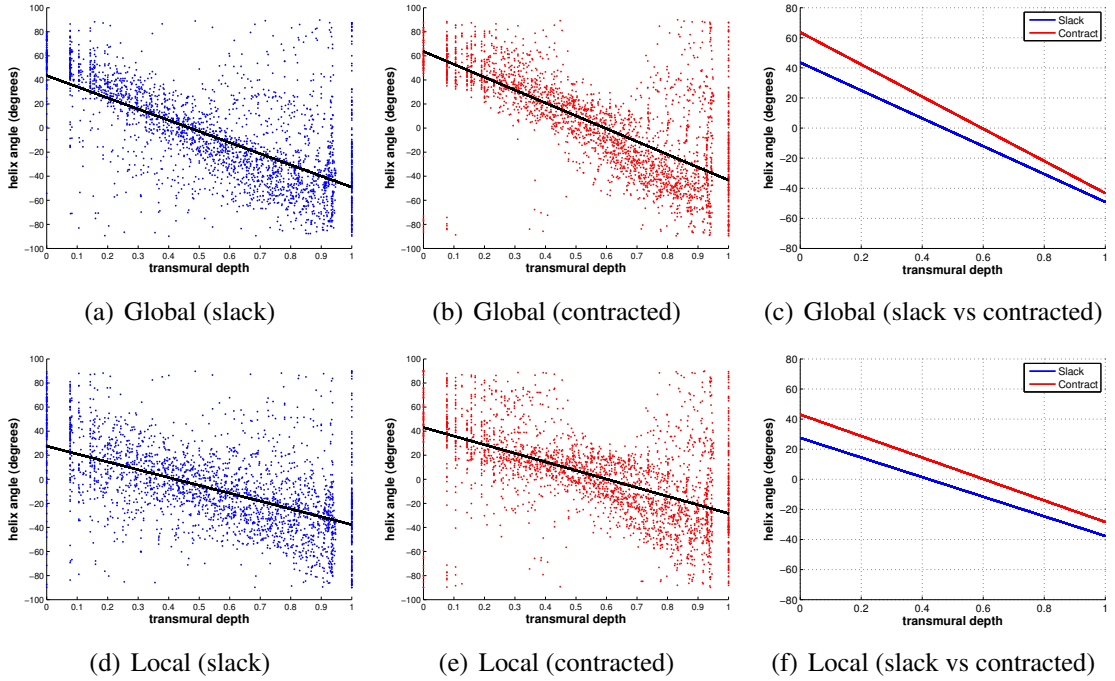 100
80
60
40
20
0
−20
−40
−60
−80
−100
helix angle (degrees)
0 0.1 0.2 0.3 0.4 0.5 0.6 0.7 0.8 0.9 1
transmural depth
(a) Global (slack)
100
80
60
40
20
0
−20
−40
−60
−80
−100
helix angle (degrees)
0 0.1 0.2 0.3 0.4 0.5 0.6 0.7 0.8 0.9 1
transmural depth
(b) Global (contracted)
80
60
40
20
0
−20
−40
−60
−80
helix angle (degrees)
Slack
Contract
0 0.2 0.4 0.6 0.8 1
transmural depth
(c) Global (slack vs contracted)
100
80
60
40
20
0
−20
−40
−60
−80
−100
helix angle (degrees)
0 0.1 0.2 0.3 0.4 0.5 0.6 0.7 0.8 0.9 1
transmural depth
(d) Local (slack)
100
80
60
40
20
0
−20
−40
−60
−80
−100
helix angle (degrees)
0 0.1 0.2 0.3 0.4 0.5 0.6 0.7 0.8 0.9 1
transmural depth
(e) Local (contracted)
80
60
40
20
0
−20
−40
−60
−80
helix angle (degrees)
Slack
Contract
0 0.2 0.4 0.6 0.8 1
transmural depth
(f) Local (slack vs contracted)